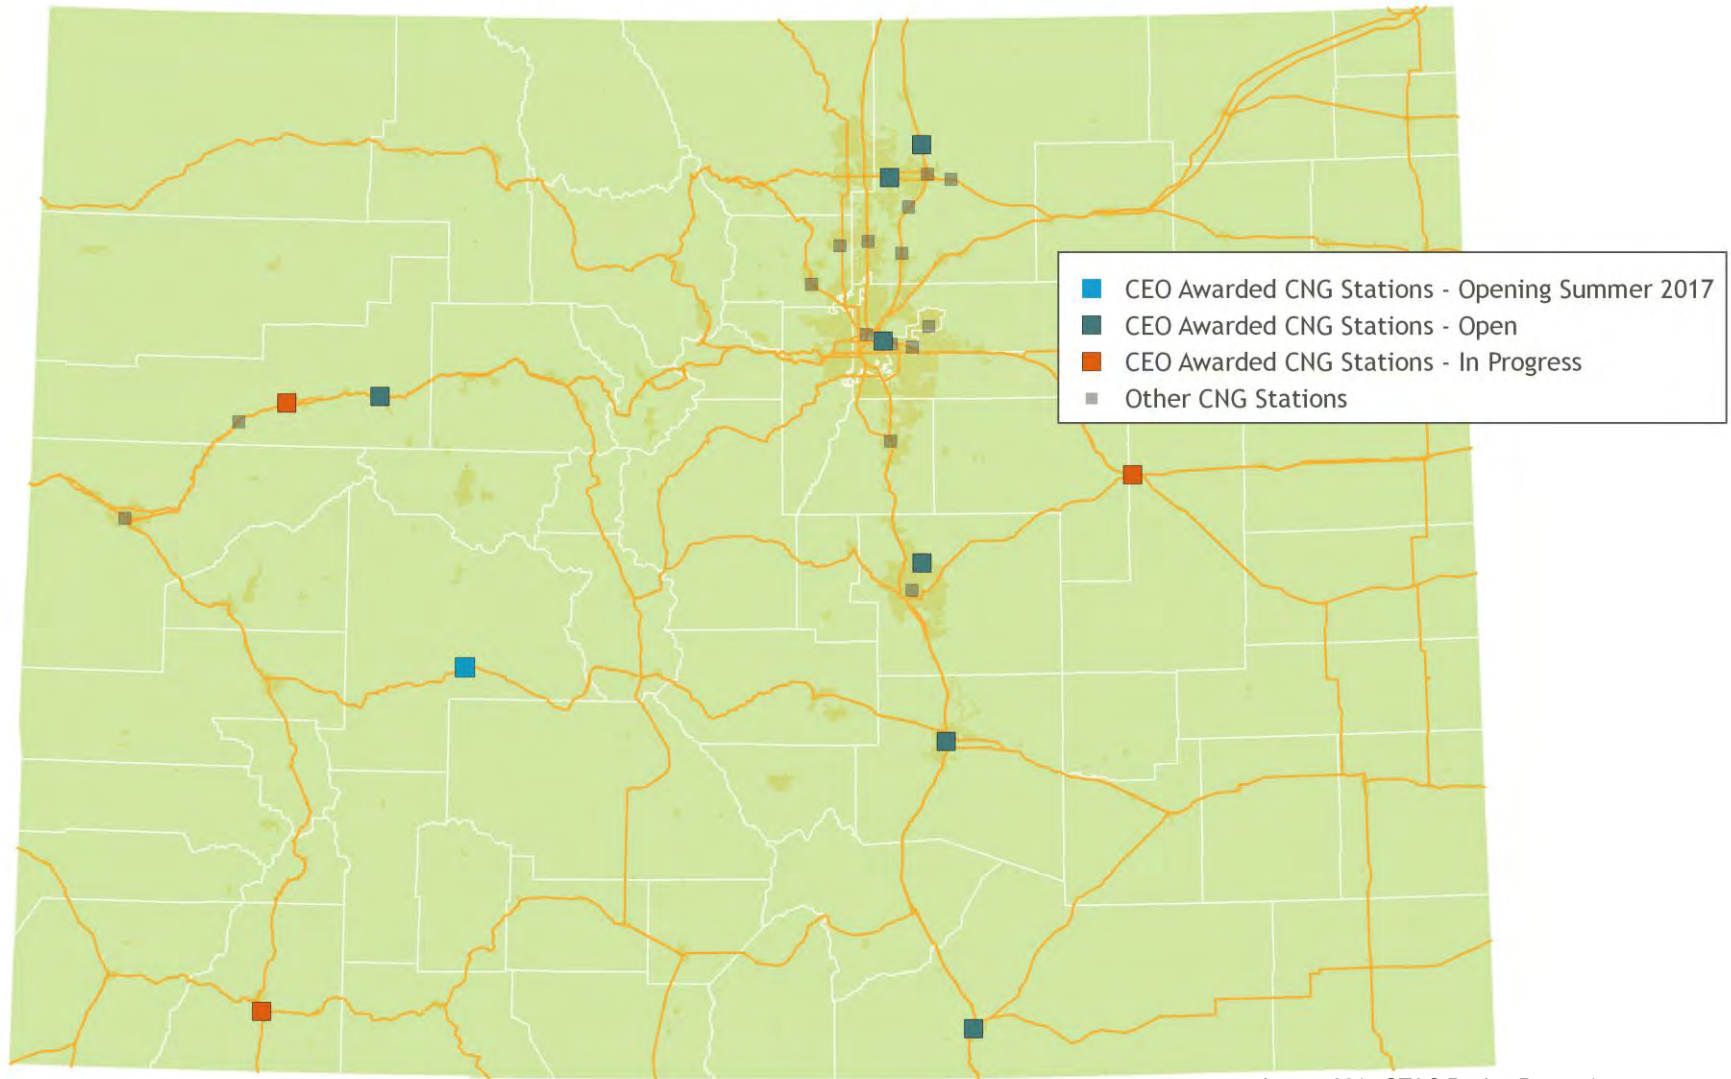 CEO Awarded CNG Stations - Opening Summer 2017
CEO Awarded CNG Stations - Open
CEO Awarded CNG Stations - In Progress
Other CNG Stations